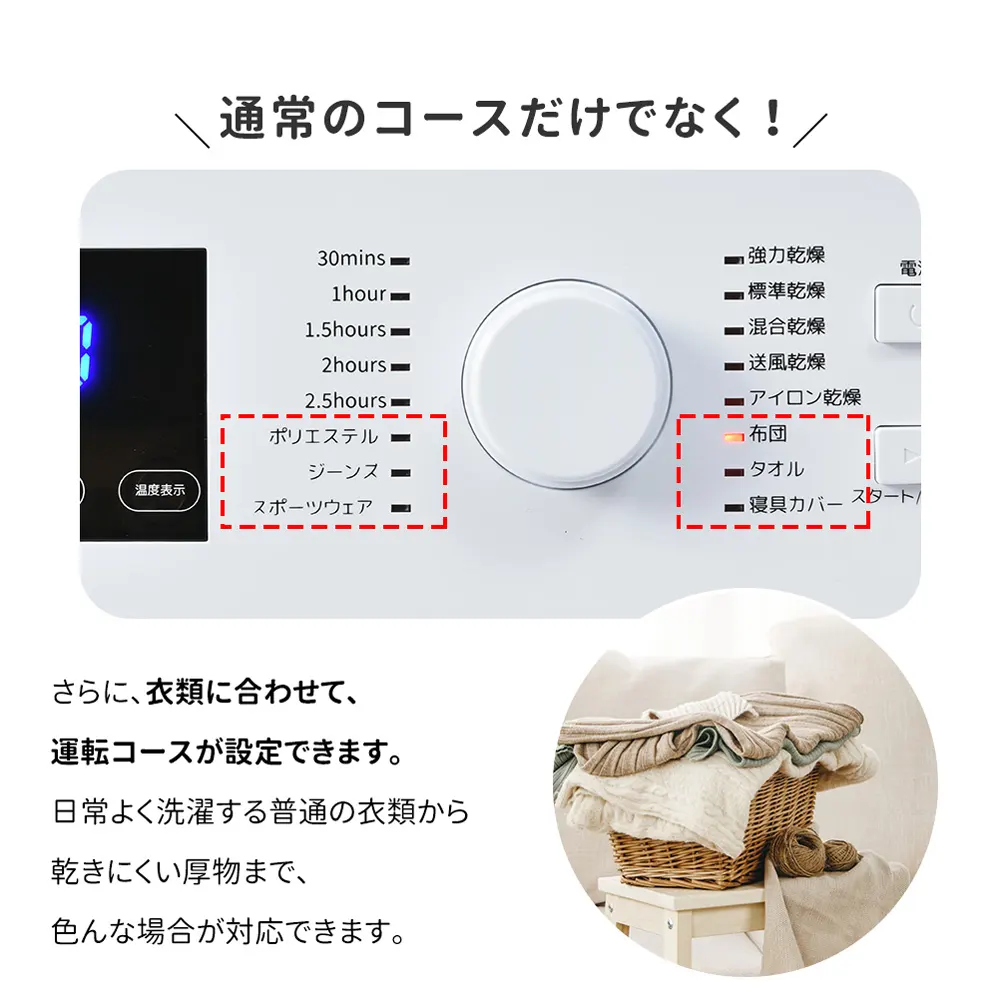 通常のコースだけでなく！
30mins
1hour
1.5hours
2hours
2.5hours
ポリエステル
ジーンズ
スポーツウェア
強力乾燥
標準乾燥
混合乾燥
送風乾燥
アイロン乾燥
布団
タオル
寝具カバー
温度表示
スタート/
さらに、衣類に合わせて、
運転コースが設定できます。
日常よく洗濯する普通の衣類から
乾きにくい厚物まで、
色んな場合が対応できます。